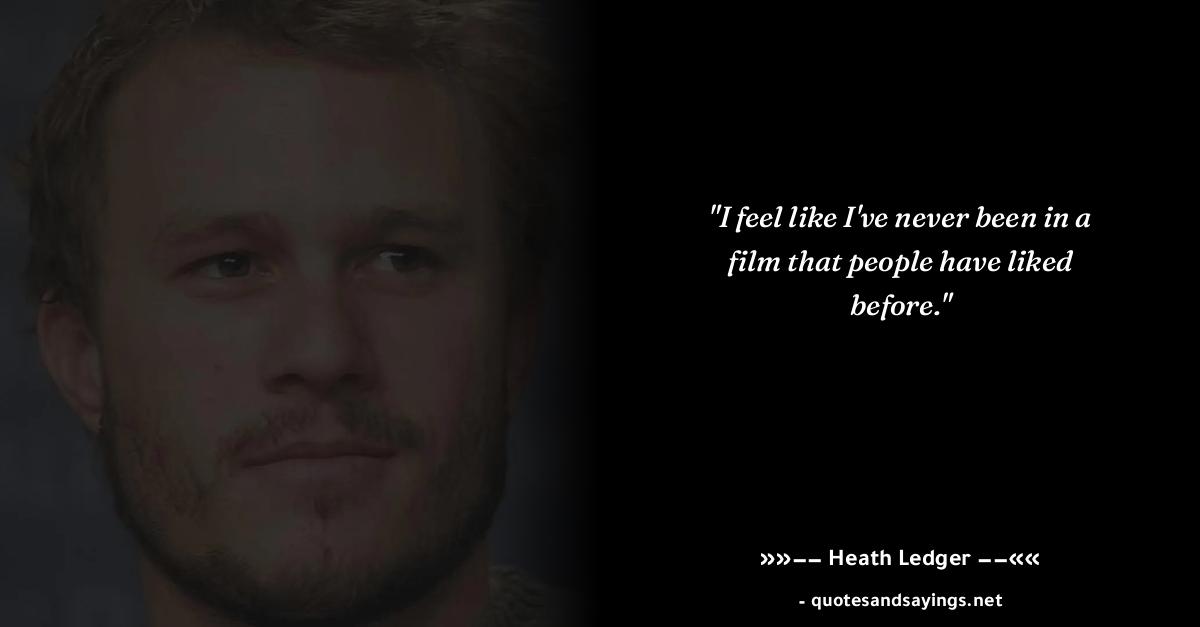 "I feel like I've never been in a
film that people have liked
before."
»»–– Heath Ledger ––««
- quotesandsayings.net